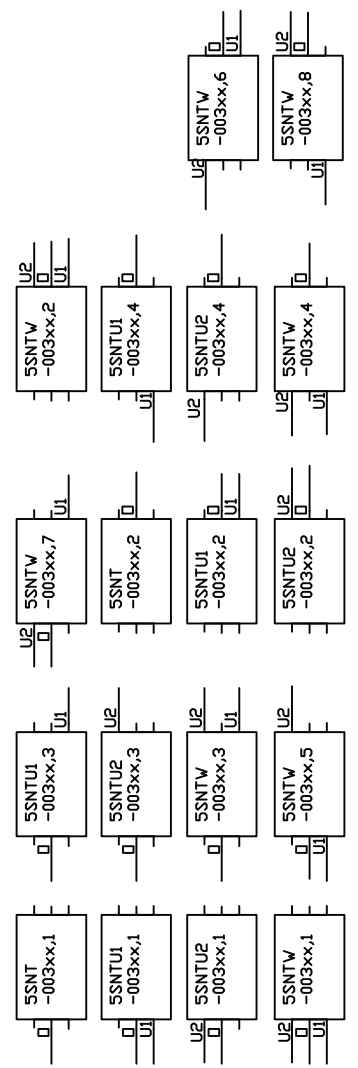 U1
5SNTW
-003xx,6
U2
U2
5SNTW
-003xx,8
U1
U2
U1
5SNTW
-003xx,2
5SNTU1
-003xx,4
U1
5SNTU2
-003xx,4
U2
5SNTW
-003xx,4
U2
U1
U1
5SNTW
-003xx,7
U2
5SNT
-003xx,2
U1
5SNTU1
-003xx,2
U2
5SNTU2
-003xx,2
U1
5SNTU1
-003xx,3
U2
5SNTU2
-003xx,3
U2
U1
5SNTW
-003xx,3
U2
5SNTW
-003xx,5
U1
5SNT
-003xx,1
5SNTU1
-003xx,1
U1
5SNTU2
-003xx,1
U2
5SNTW
-003xx,1
U2
U1